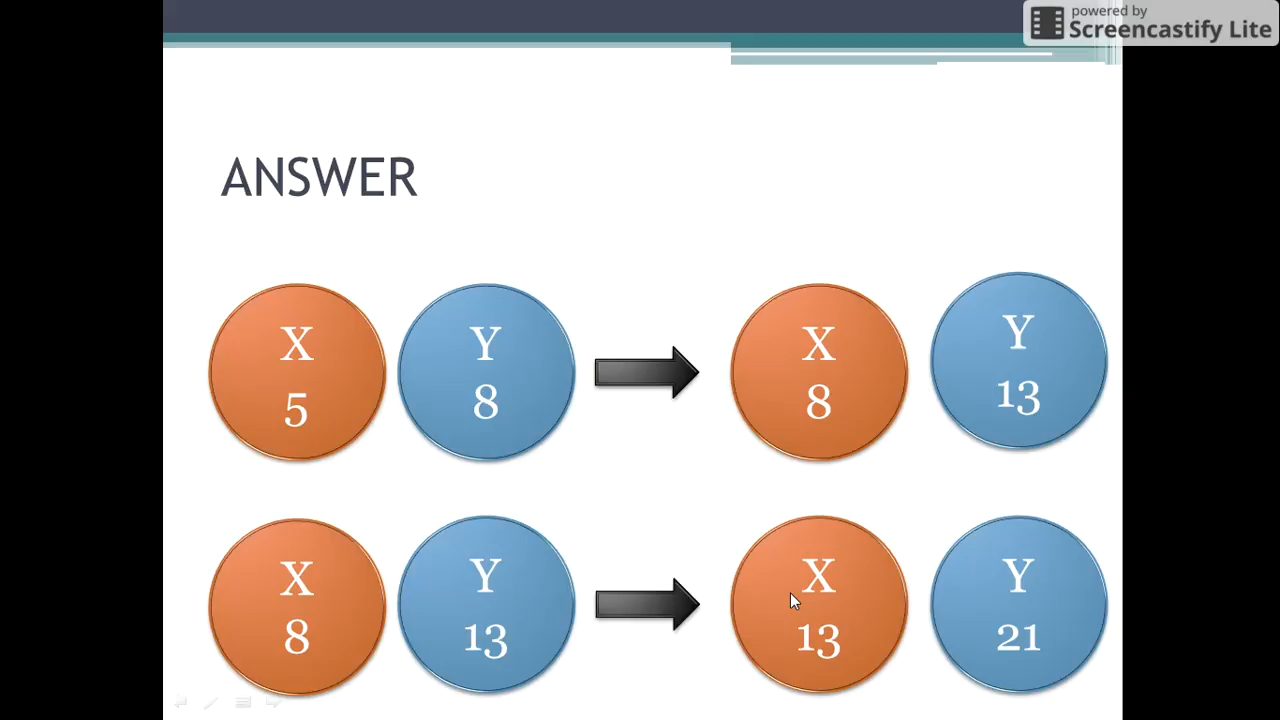 powered by
Screencastify Lite
ANSWER
X Y X Y
5 8 8 13
X Y X Y
8 13 13 21